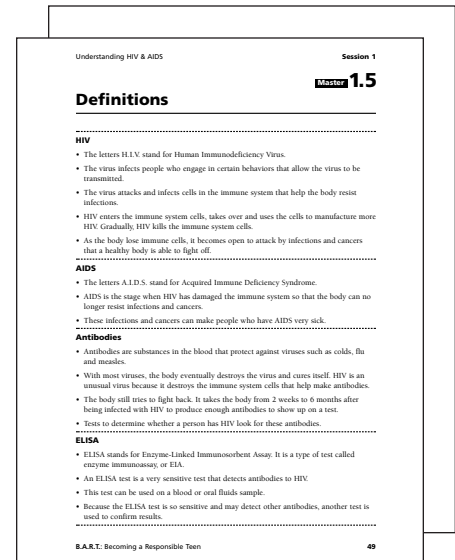 Understanding HIV & AIDS
Session 1
Master 1.5
Definitions
HIV
• The letters H.I.V. stand for Human Immunodeficiency Virus.
• The virus infects people who engage in certain behaviors that allow the virus to be
transmitted.
• The virus attacks and infects cells in the immune system that help the body resist
infections.
• HIV enters the immune system cells, takes over and uses the cells to manufacture more
HIV. Gradually, HIV kills the immune system cells.
• As the body lose immune cells, it becomes open to attack by infections and cancers
that a healthy body is able to fight off.
AIDS
• The letters A.I.D.S. stand for Acquired Immune Deficiency Syndrome.
• AIDS is the stage when HIV has damaged the immune system so that the body can no
longer resist infections and cancers.
• These infections and cancers can make people who have AIDS very sick.
Antibodies
• Antibodies are substances in the blood that protect against viruses such as colds, flu
and measles.
• With most viruses, the body eventually destroys the virus and cures itself. HIV is an
unusual virus because it destroys the immune system cells that help make antibodies.
• The body still tries to fight back. It takes the body from 2 weeks to 6 months after
being infected with HIV to produce enough antibodies to show up on a test.
• Tests to determine whether a person has HIV look for these antibodies.
ELISA
• ELISA stands for Enzyme-Linked Immunosorbent Assay. It is a type of test called
enzyme immunoassay, or EIA.
• An ELISA test is a very sensitive test that detects antibodies to HIV.
• This test can be used on a blood or oral fluids sample.
• Because the ELISA test is so sensitive and may detect other antibodies, another test is
used to confirm results.
B.A.R.T.: Becoming a Responsible Teen
49